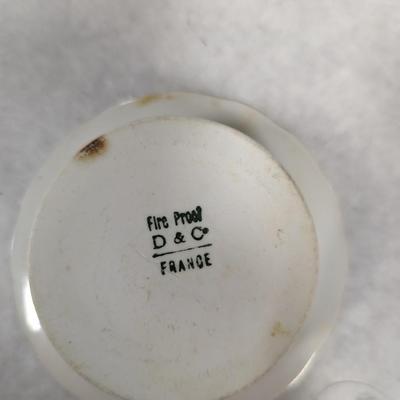 Fire Proof
D & Co
FRANCE